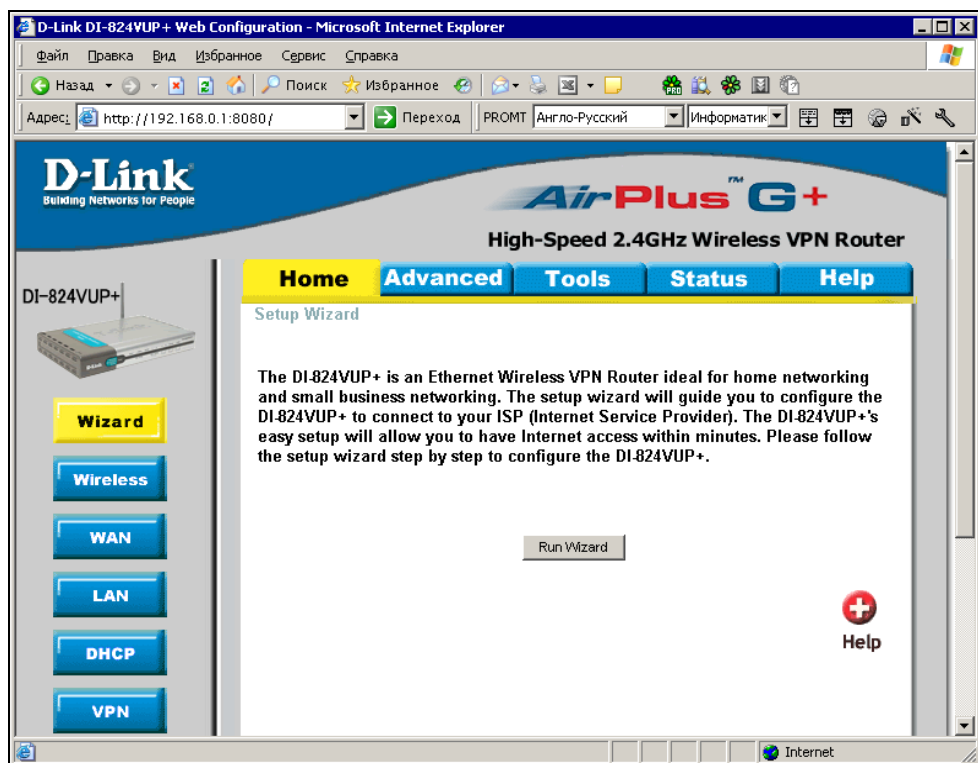 D-Link DI-824VUP+ Web Configuration - Microsoft Internet Explorer
Файл Правка Вид Избранное Сервис Справка
Назад Поиск Избранное
Адрес: http://192.168.0.1:8080/ Переход PROMT Англо-Русский Информатик
D-Link
Building Networks for People
AirPlus™ G+
High-Speed 2.4GHz Wireless VPN Router
DI-824VUP+
Home Advanced Tools Status Help
Setup Wizard
The DI-824VUP+ is an Ethernet Wireless VPN Router ideal for home networking
and small business networking. The setup wizard will guide you to configure the
DI-824VUP+ to connect to your ISP (Internet Service Provider). The DI-824VUP+'s
easy setup will allow you to have Internet access within minutes. Please follow
the setup wizard step by step to configure the DI-824VUP+.
Run Wizard
Help
Wizard
Wireless
WAN
LAN
DHCP
VPN
Internet